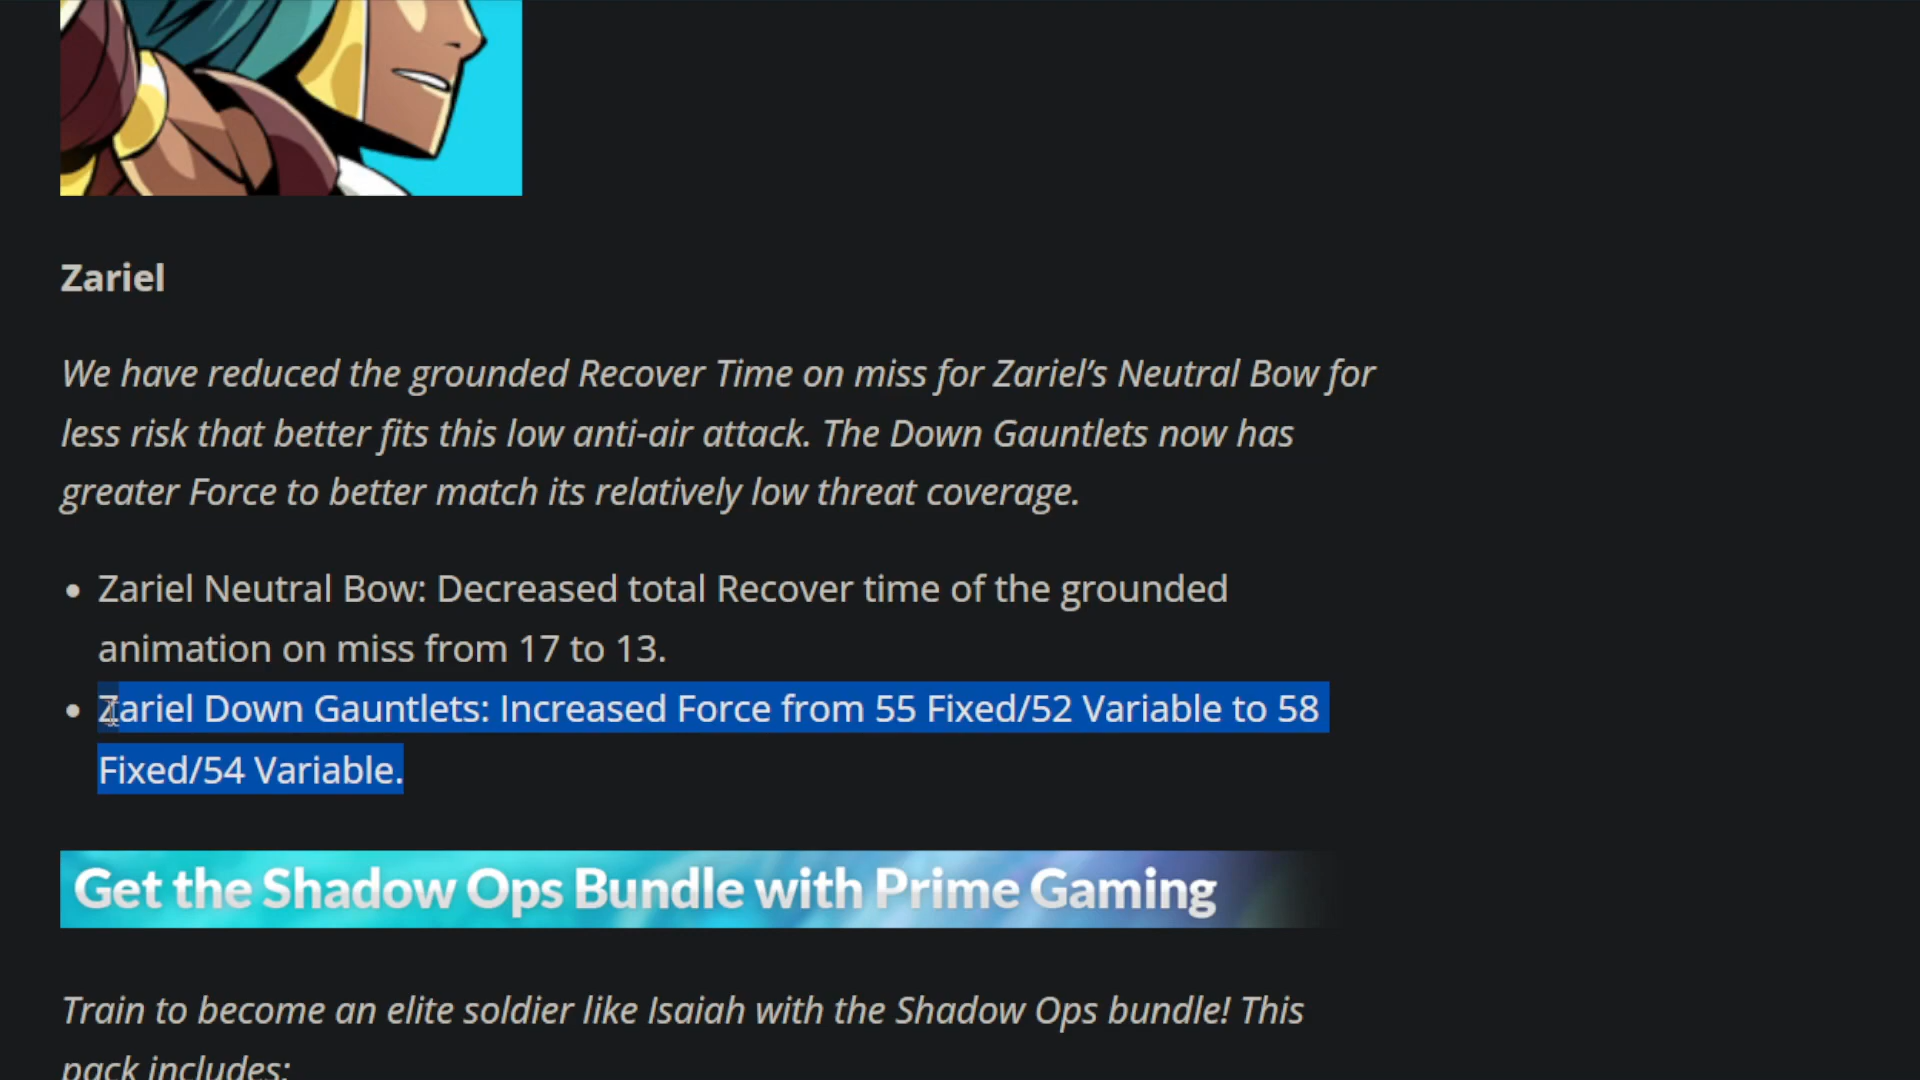 Zariel
We have reduced the grounded Recover Time on miss for Zariel’s Neutral Bow for
less risk that better fits this low anti-air attack. The Down Gauntlets now has
greater Force to better match its relatively low threat coverage.
• Zariel Neutral Bow: Decreased total Recover time of the grounded
animation on miss from 17 to 13.
• Zariel Down Gauntlets: Increased Force from 55 Fixed/52 Variable to 58
Fixed/54 Variable.
Get the Shadow Ops Bundle with Prime Gaming
Train to become an elite soldier like Isaiah with the Shadow Ops bundle! This
pack includes: